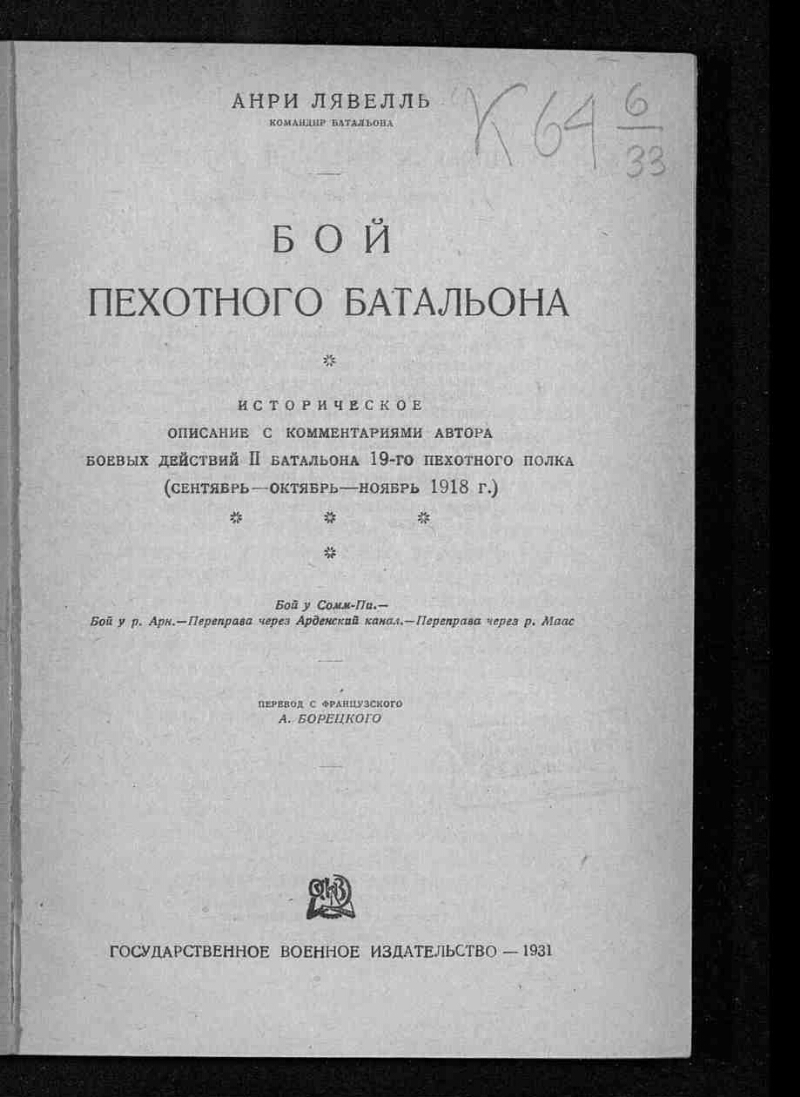 АНРИ ЛЯВЕЛЛЬ
КОМАНДИР БАТАЛЬОНА
К 64 6/33
БОЙ
ПЕХОТНОГО БАТАЛЬОНА
ИСТОРИЧЕСКОЕ
ОПИСАНИЕ С КОММЕНТАРИЯМИ АВТОРА
БОЕВЫХ ДЕЙСТВИЙ II БАТАЛЬОНА 19-ГО ПЕХОТНОГО ПОЛКА
(СЕНТЯБРЬ—ОКТЯБРЬ—НОЯБРЬ 1918 Г.)
Бой у Сомм-Пи.—
Бой у р. Арн.—Переправа через Арденский канал.—Переправа через р. Маас
ПЕРЕВОД С ФРАНЦУЗСКОГО
А. БОРЕЦКОГО
ГОСУДАРСТВЕННОЕ ВОЕННОЕ ИЗДАТЕЛЬСТВО — 1931